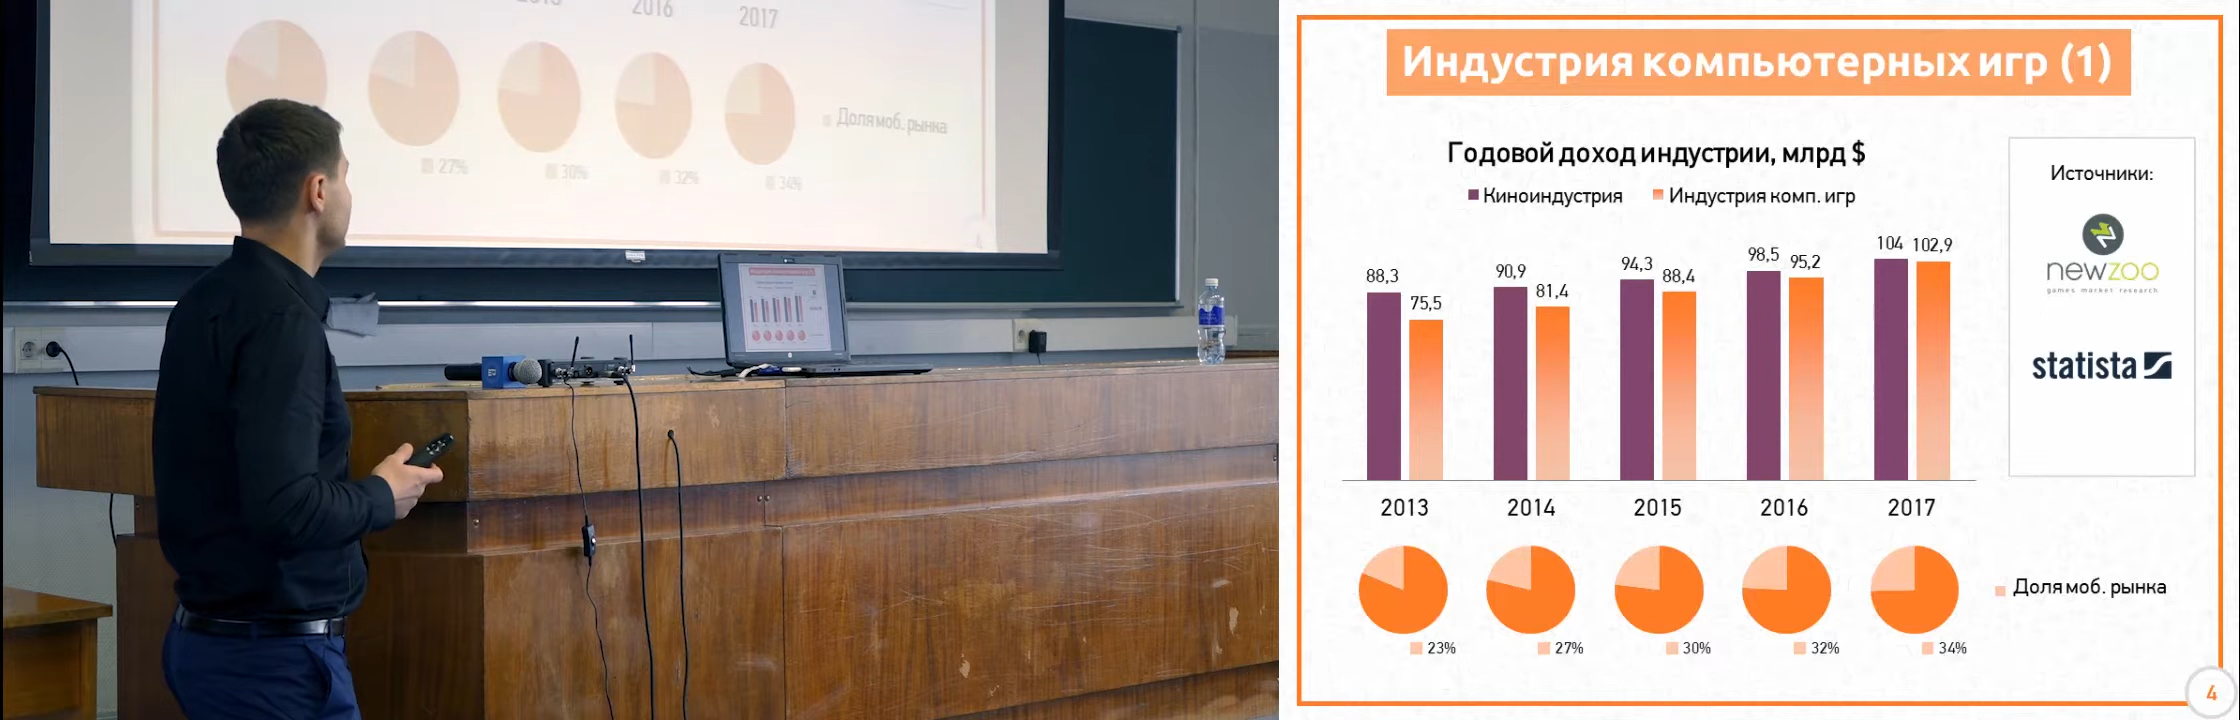 2016
2017
Доля моб. рынка
27%
30%
32%
34%
Индустрия компьютерных игр (1)
Годовой доход индустрии, млрд $
Киноиндустрия
Индустрия комп. игр
88,3
75,5
90,9
81,4
94,3
88,4
98,5
95,2
104
102,9
2013
2014
2015
2016
2017
23%
27%
30%
32%
34%
Доля моб. рынка
Источники:
newzoo
games market research
statista
4